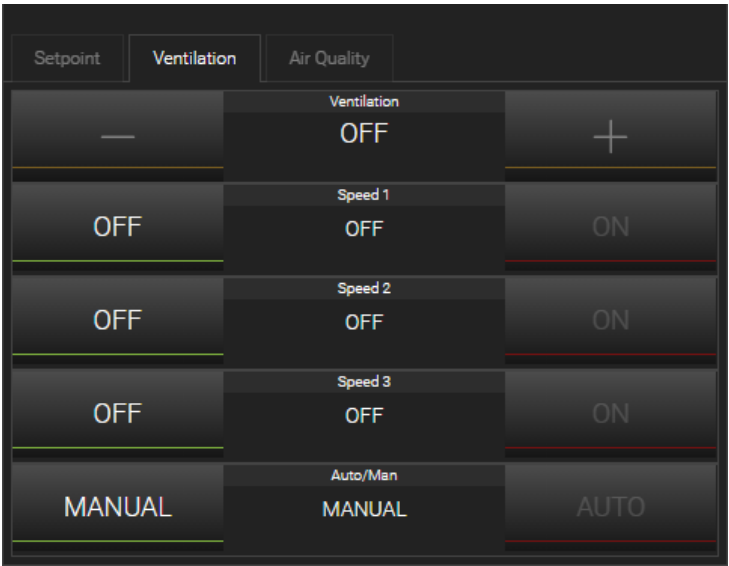 Setpoint Ventilation Air Quality
Ventilation
— OFF +
Speed 1
OFF OFF ON
Speed 2
OFF OFF ON
Speed 3
OFF OFF ON
Auto/Man
MANUAL MANUAL AUTO